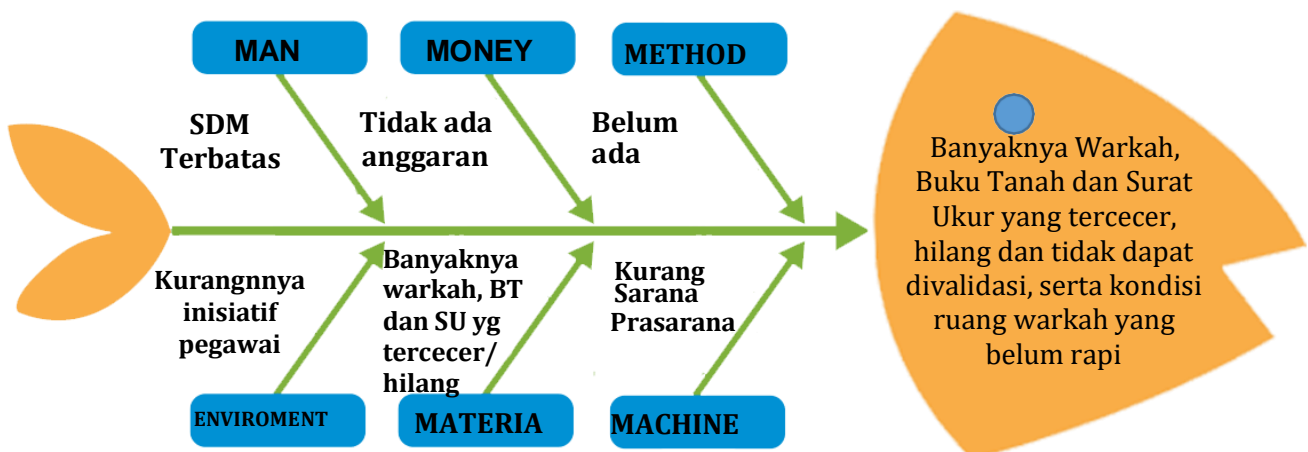 MAN
MONEY
METHOD
SDM
Terbatas
Tidak ada
anggaran
Belum
ada
Banyaknya Warkah,
Buku Tanah dan Surat
Ukur yang tercecer,
hilang dan tidak dapat
divalidasi, serta kondisi
ruang warkah yang
belum rapi
Kurangnnya
inisiatif
pegawai
Banyaknya
warkah, BT
dan SU yg
tercecer/
hilang
Kurang
Sarana
Prasarana
ENVIROMENT
MATERIA
MACHINE